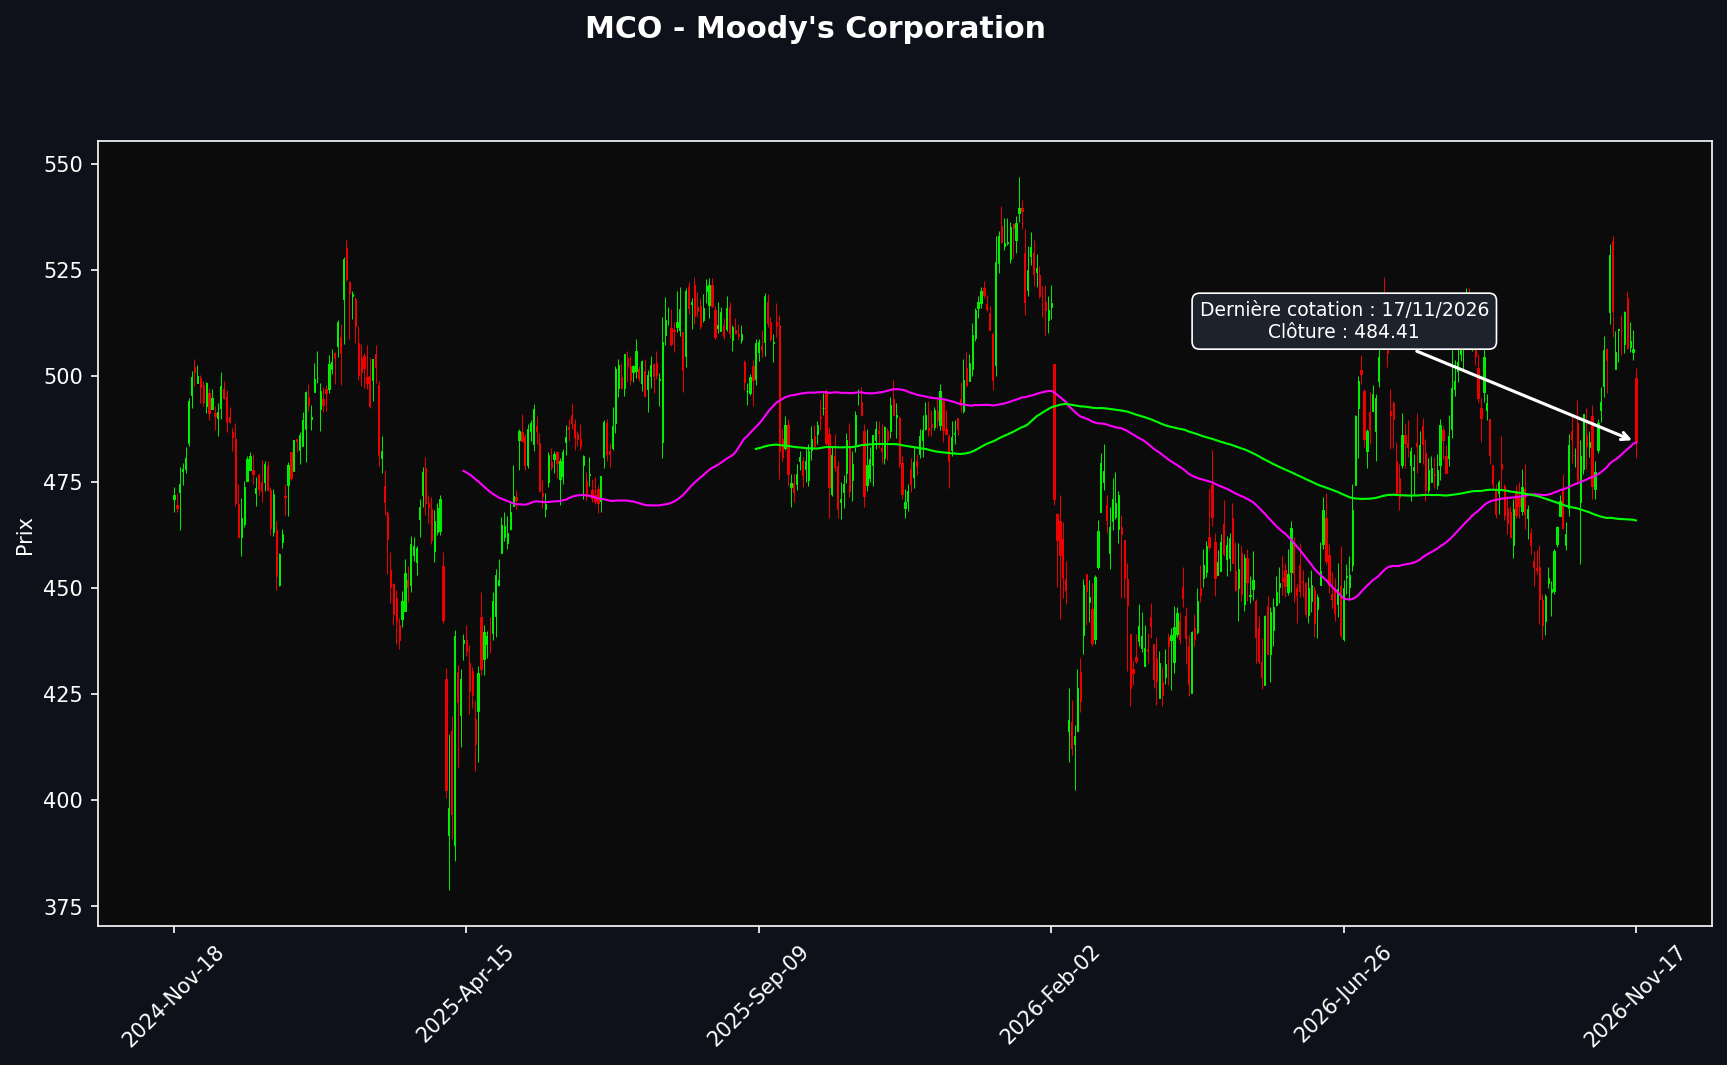 MCO - Moody's Corporation
550
525
500
475
450
425
400
375
Prix
Dernière cotation : 17/11/2026
Clôture : 484.41
2024-Nov-18
2025-Apr-15
2025-Sep-09
2026-Feb-02
2026-Jun-26
2026-Nov-17